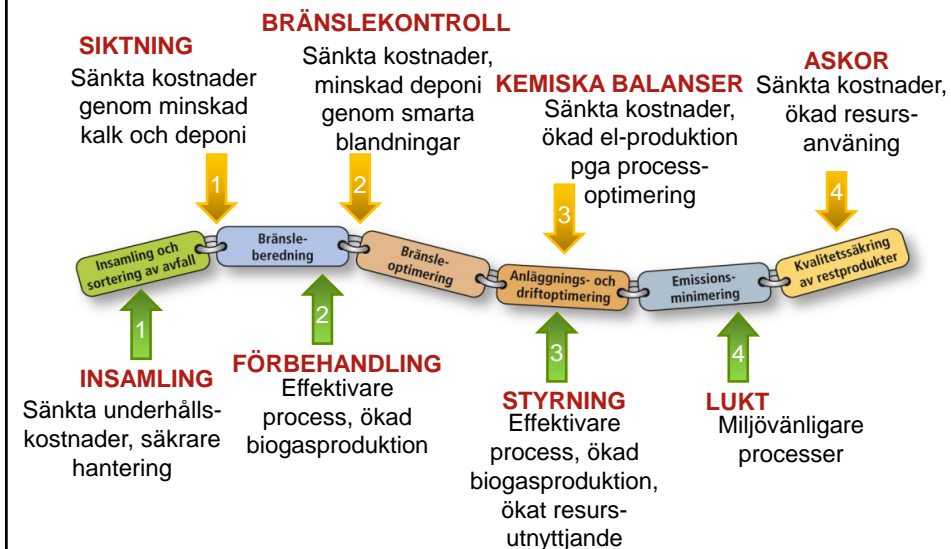 SIKTNING
Sänkta kostnader
genom minskad
kalk och deponi
BRÄNSLEKONTROLL
Sänkta kostnader,
minskad deponi
genom smarta
blandningar
KEMISKA BALANSER
Sänkta kostnader,
ökad el-produktion
pga process-
optimering
ASKOR
Sänkta kostnader,
ökad resurs-
använing
1
2
3
4
Insamling och
sortering av avfall
Bränsle-
beredning
Bränsle-
optimering
Anläggnings- och
driftoptimering
Emissions-
minimering
Kvalitetssäkring
av restprodukter
1
2
3
4
INSAMLING
Sänkta underhålls-
kostnader, säkrare
hantering
FÖRBEHANDLING
Effektivare
process, ökad
biogasproduktion
STYRNING
Effektivare
process, ökad
biogasproduktion,
ökat resurs-
utnyttjande
LUKT
Miljövänligare
processer